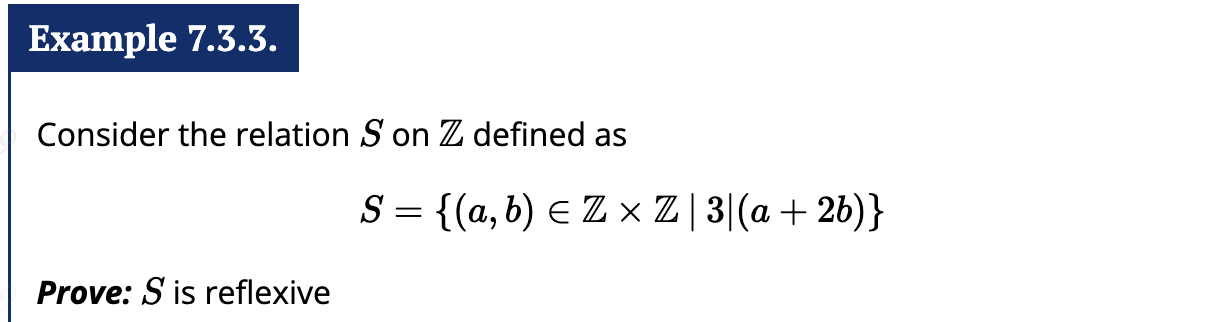 Example 7.3.3.
Consider the relation S on ℤ defined as
S = {(a, b) ∈ ℤ × ℤ | 3|(a + 2b)}
Prove: S is reflexive